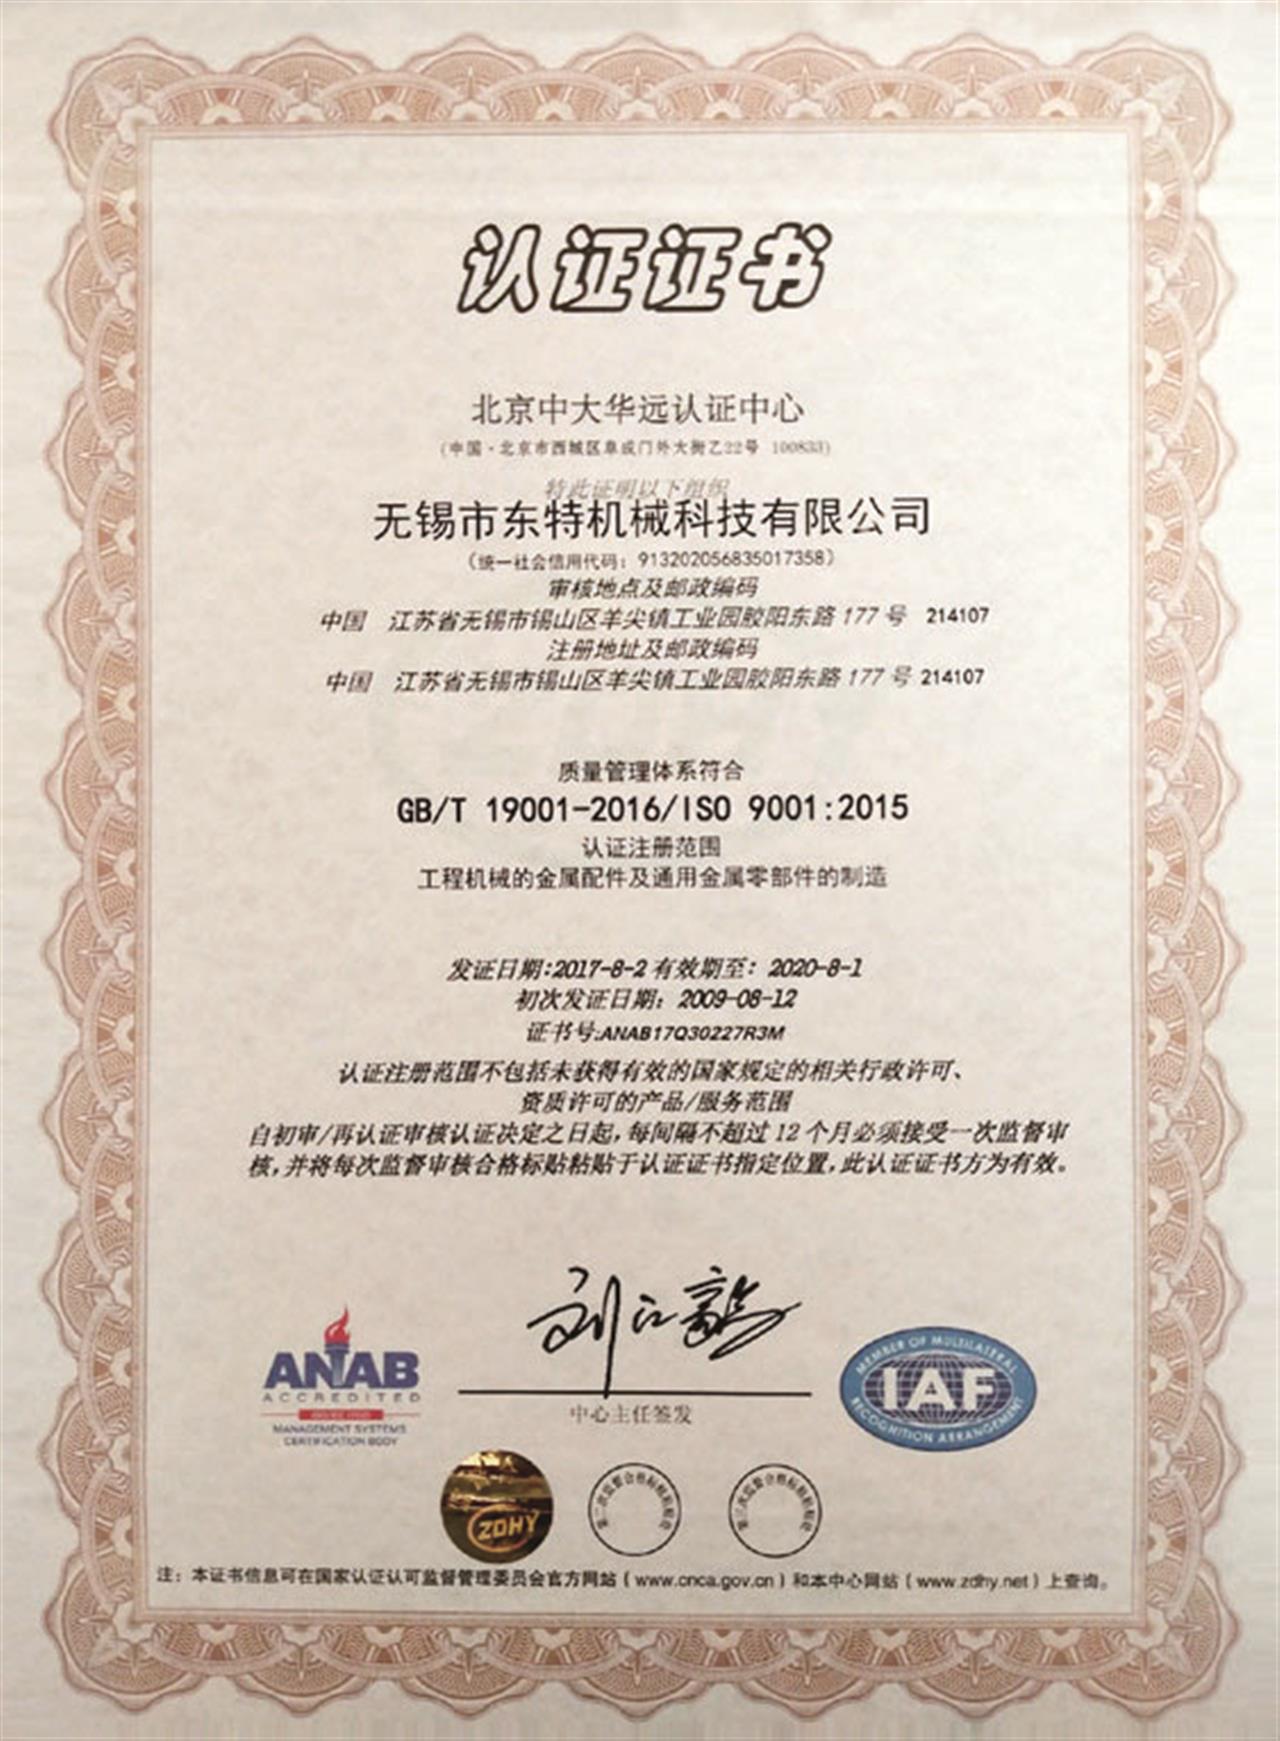 认证证书
北京中大华远认证中心
(中国·北京市西城区阜成门外大街乙22号 100833)
特此证明以下组织
无锡市东特机械科技有限公司
(统一社会信用代码: 913202056835017358)
审核地点及邮政编码
中国 江苏省无锡市锡山区羊尖镇工业园胶阳东路 177 号 214107
注册地址及邮政编码
中国 江苏省无锡市锡山区羊尖镇工业园胶阳东路 177 号 214107
质量管理体系符合
GB/T 19001-2016/ISO 9001:2015
认证注册范围
工程机械的金属配件及通用金属零部件的制造
发证日期:2017-8-2 有效期至: 2020-8-1
初次发证日期: 2009-08-12
证书号:ANAB17Q30227R3M
认证注册范围不包括未获得有效的国家规定的相关行政许可、
资质许可的产品/服务范围
自初审/再认证审核认证决定之日起,每间隔不超过 12 个月必须接受一次监督审
核,并将每次监督审核合格标贴粘贴于认证证书指定位置,此认证证书方为有效。
中心主任签发
ANAB
ACCREDITED
MANAGEMENT SYSTEMS
CERTIFICATION BODY
MEMBER OF MULTILATERAL
IAF
RECOGNITION ARRANGEMENT
ZDHY
注: 本证书信息可在国家认证认可监督管理委员会官方网站 ( www.cnca.gov.cn ) 和本中心网站 ( www.zdhy.net ) 上查询。